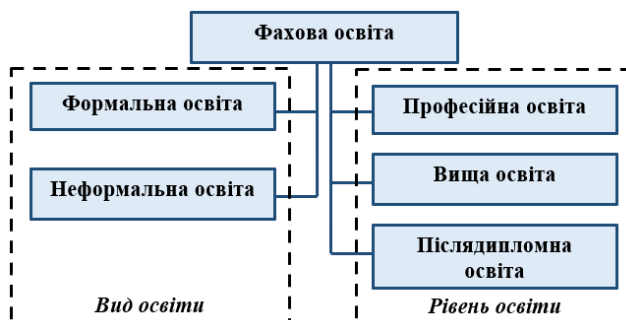 Фахова освіта
Формальна освіта
Неформальна освіта
Вид освіти
Професійна освіта
Вища освіта
Післядипломна
освіта
Рівень освіти